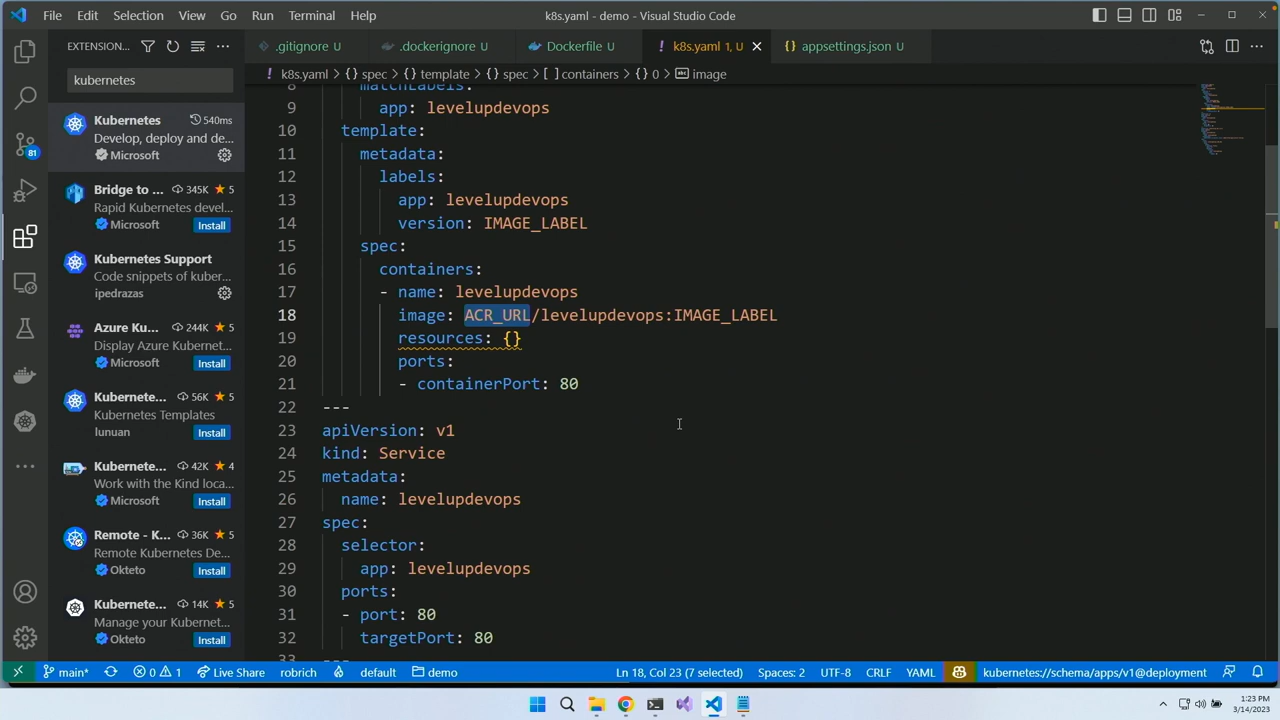 File Edit Selection View Go Run Terminal Help
k8s.yaml - demo - Visual Studio Code
EXTENSION...
.gitignore U
.dockerignore U
Dockerfile U
k8s.yaml 1, U
appsettings.json U
kubernetes
k8s.yaml > {} spec > {} template > {} spec > [ ] containers > {} 0 > image
Kubernetes 540ms
Develop, deploy and de...
Microsoft
Bridge to ... 345K ★ 5
Rapid Kubernetes devel...
Microsoft Install
Kubernetes Support
Code snippets of kuber...
ipedrazas
Azure Ku... 244K ★ 5
Display Azure Kubernet...
Microsoft Install
Kubernete... 56K ★ 5
Kubernetes Templates
lunuan Install
Kubernete... 42K ★ 4
Work with the Kind loca...
Microsoft Install
Remote - K... 36K ★ 5
Remote Kubernetes De...
Okteto Install
Kubernete... 14K ★ 5
Manage your Kubernet...
Okteto Install
81
8 matchLabels:
9 app: levelupdevops
10 template:
11 metadata:
12 labels:
13 app: levelupdevops
14 version: IMAGE_LABEL
15 spec:
16 containers:
17 - name: levelupdevops
18 image: ACR_URL/levelupdevops:IMAGE_LABEL
19 resources: {}
20 ports:
21 - containerPort: 80
22 ---
23 apiVersion: v1
24 kind: Service
25 metadata:
26 name: levelupdevops
27 spec:
28 selector:
29 app: levelupdevops
30 ports:
31 - port: 80
32 targetPort: 80
33 ---
main* 0 1 Live Share robrich default demo Ln 18, Col 23 (7 selected) Spaces: 2 UTF-8 CRLF YAML kubernetes://schema/apps/v1@deployment
1:23 PM
3/14/2023